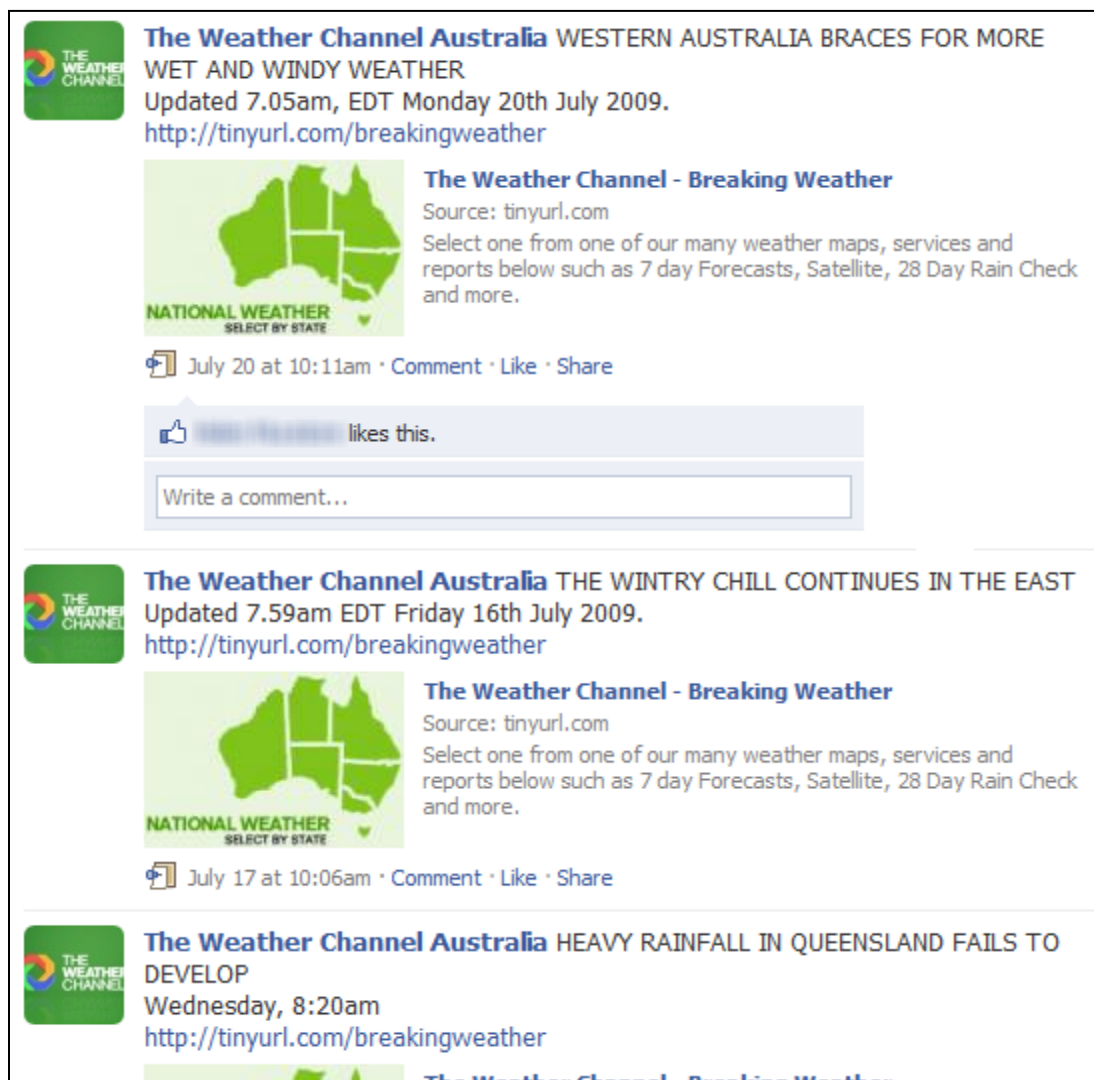 THE
WEATHER
CHANNEL
The Weather Channel Australia WESTERN AUSTRALIA BRACES FOR MORE
WET AND WINDY WEATHER
Updated 7.05am, EDT Monday 20th July 2009.
http://tinyurl.com/breakingweather
NATIONAL WEATHER
SELECT BY STATE
The Weather Channel - Breaking Weather
Source: tinyurl.com
Select one from one of our many weather maps, services and
reports below such as 7 day Forecasts, Satellite, 28 Day Rain Check
and more.
July 20 at 10:11am · Comment · Like · Share
likes this.
Write a comment...
THE
WEATHER
CHANNEL
The Weather Channel Australia THE WINTRY CHILL CONTINUES IN THE EAST
Updated 7.59am EDT Friday 16th July 2009.
http://tinyurl.com/breakingweather
NATIONAL WEATHER
SELECT BY STATE
The Weather Channel - Breaking Weather
Source: tinyurl.com
Select one from one of our many weather maps, services and
reports below such as 7 day Forecasts, Satellite, 28 Day Rain Check
and more.
July 17 at 10:06am · Comment · Like · Share
THE
WEATHER
CHANNEL
The Weather Channel Australia HEAVY RAINFALL IN QUEENSLAND FAILS TO
DEVELOP
Wednesday, 8:20am
http://tinyurl.com/breakingweather
The Weather Channel - Breaking Weather